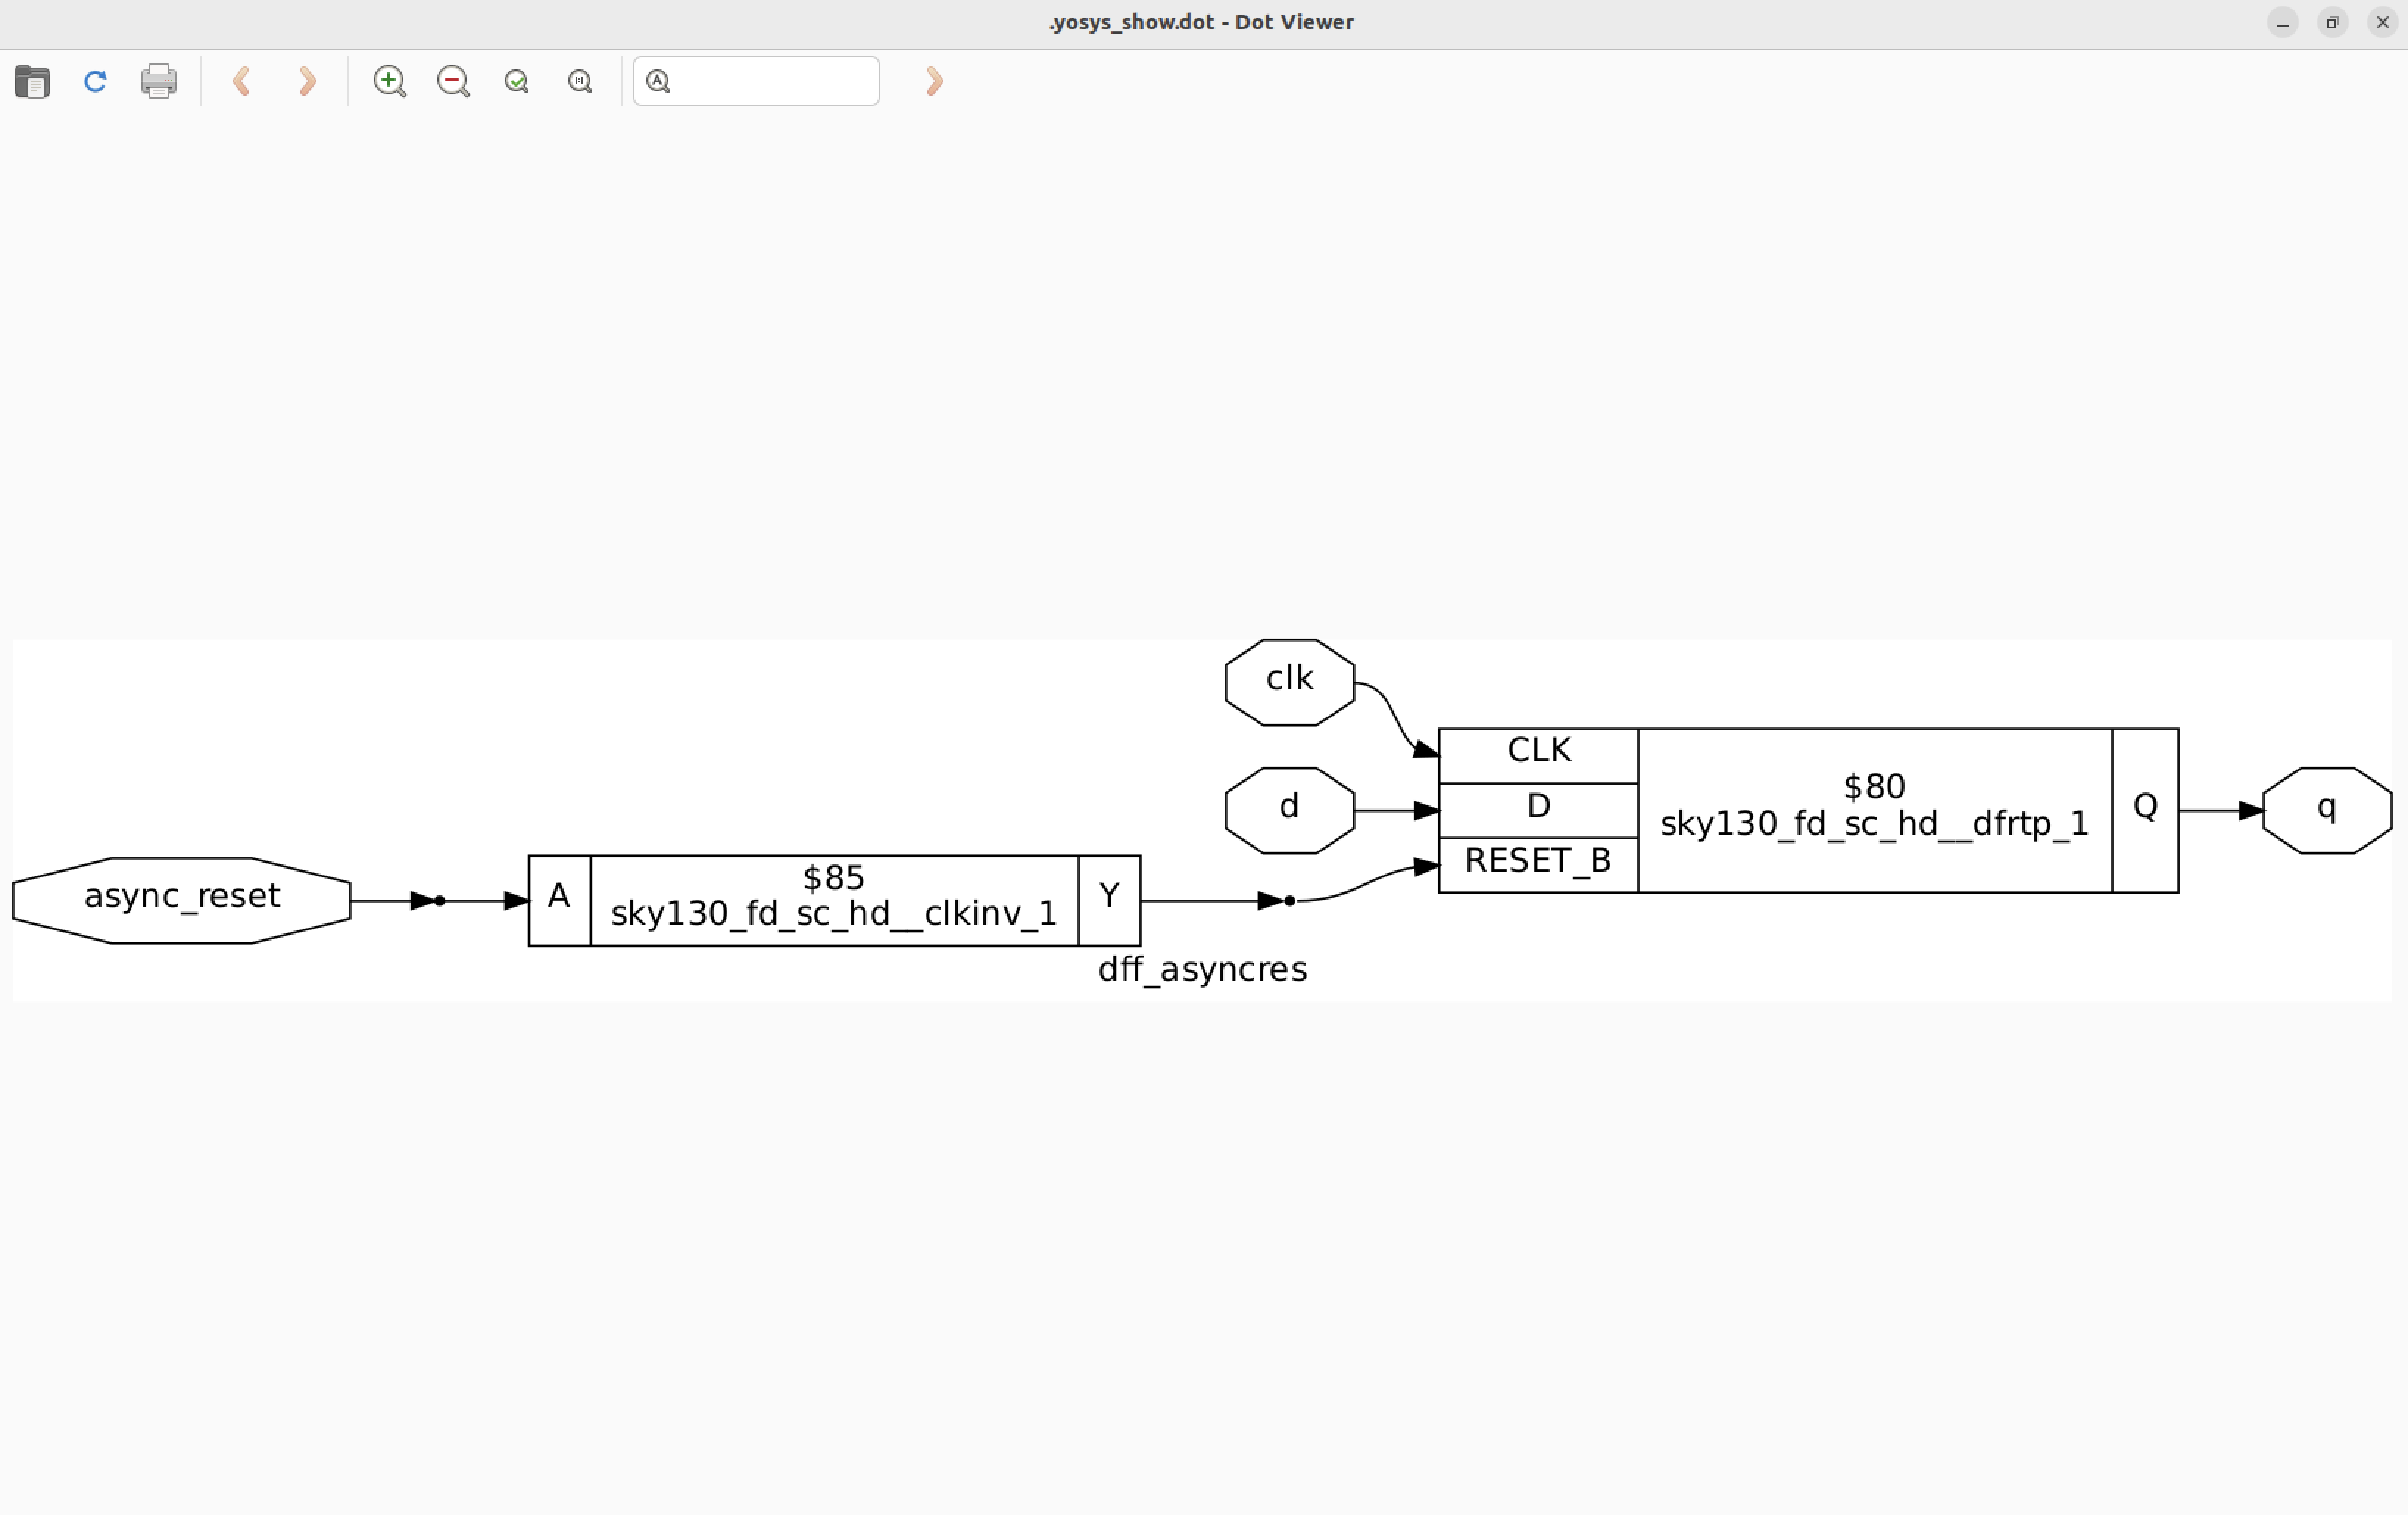 .yosys_show.dot - Dot Viewer
clk
CLK
d
D
$80
sky130_fd_sc_hd__dfrtp_1
Q
q
RESET_B
async_reset
A
$85
sky130_fd_sc_hd__clkinv_1
Y
dff_asyncres